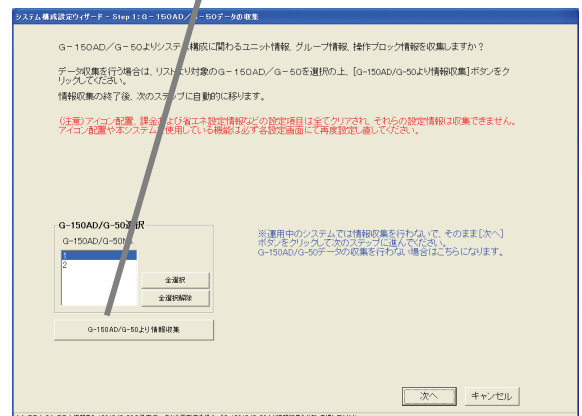 システム構成設定ウィザード - Step 1: G-150AD/G-50データの収集
G-150AD/G-50よりシステム構成に関わるユニット情報、グループ情報、操作ブロック情報を収集しますか?
データ収集を行う場合は、リストより対象のG-150AD/G-50を選択の上、[G-150AD/G-50より情報収集]ボタンをク
リックしてください。
情報収集の終了後、次のステップに自動的に移ります。
(注意)アイコン配置、課金および省エネ設定情報などの設定項目は全てクリアされ、それらの設定情報は収集できません。
アイコン配置や本システムで使用している機能は必ず各設定画面にて再度設定し直してください。
G-150AD/G-50選択
G-150AD/G-50No.
1
2
全選択
全選択解除
G-150AD/G-50より情報収集
※運用中のシステムでは情報収集を行わないで、そのまま[次へ]
ボタンをクリックして次のステップに進んでください。
G-150AD/G-50データの収集を行わない場合はこちらになります。
次へ
キャンセル